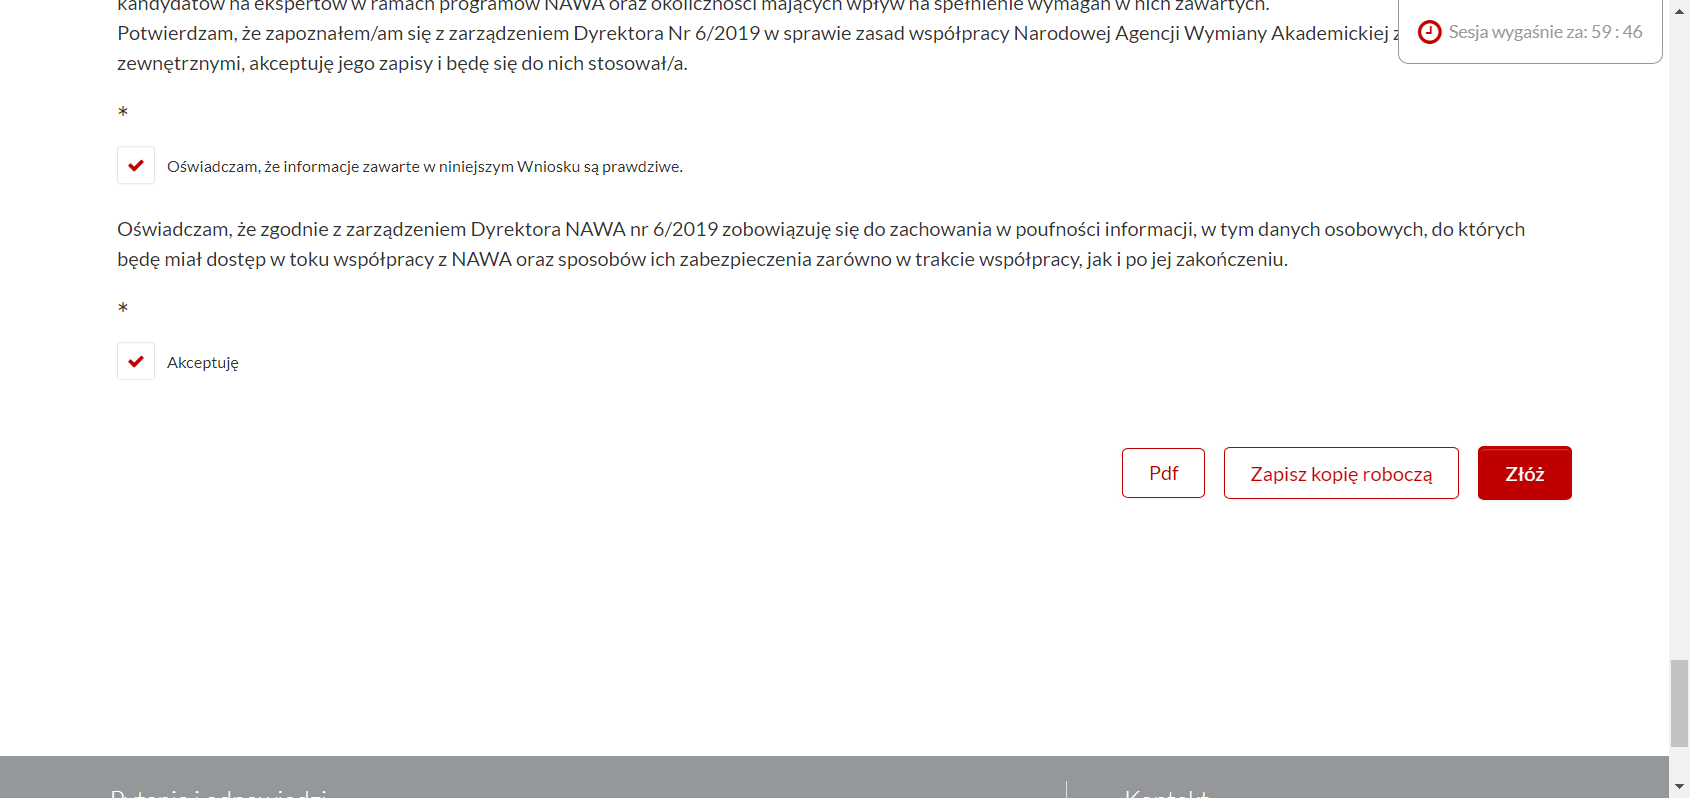 kandydatów na ekspertów w ramach programów NAWA oraz okoliczności mających wpływ na spełnienie wymagań w nich zawartych.
Potwierdzam, że zapoznałem/am się z zarządzeniem Dyrektora Nr 6/2019 w sprawie zasad współpracy Narodowej Agencji Wymiany Akademickiej z
Sesja wygaśnie za: 59 : 46
zewnętrznymi, akceptuję jego zapisy i będę się do nich stosował/a.
*
Oświadczam, że informacje zawarte w niniejszym Wniosku są prawdziwe.
Oświadczam, że zgodnie z zarządzeniem Dyrektora NAWA nr 6/2019 zobowiązuję się do zachowania w poufności informacji, w tym danych osobowych, do których
będę miał dostęp w toku współpracy z NAWA oraz sposobów ich zabezpieczenia zarówno w trakcie współpracy, jak i po jej zakończeniu.
*
Akceptuję
Pdf
Zapisz kopię roboczą
Złóż
Pytania i odpowiedzi
Kontakt